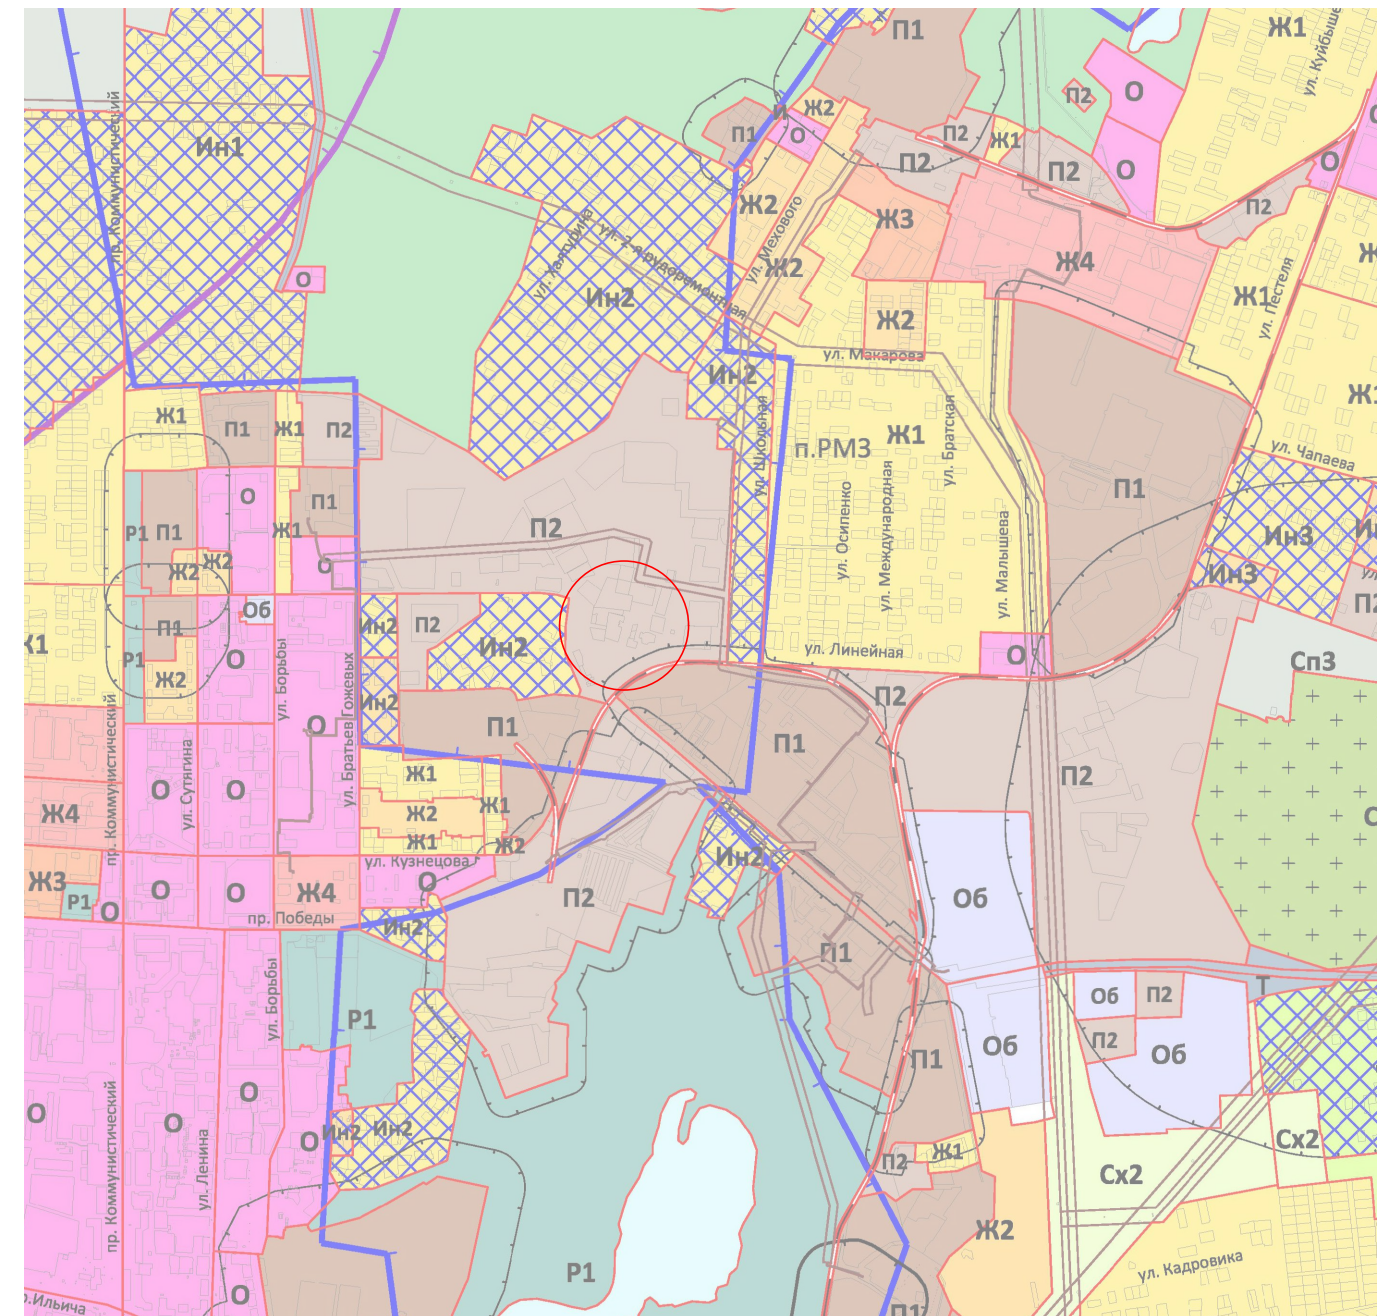 П1
Ж1
ул. Куйбыше
О
П2
И
Ж2
О
П1
П2
Ж1
О
П2
П2
О
Ин1
пр. Коммунистический
Ж2
ул. Мехового
Ж3
П2
ул. Хаятурина
ул. 2-я рудоремонтная
Ж2
Ж4
О
Ин2
Ж1
ул. Пестеля
Ж2
ул. Макарова
Ин2
Ж1
П1
Ж1
П2
ул. Школьная
п.РМЗ
Ж1
ул. Братская
ул. Чапаева
О
П1
П1
Р1
П1
Ж1
П2
ул. Осипенко
ул. Международная
ул. Малышева
Ин3
Ж2
Ж2
О
Ин3
Об
П1
Ин2
П2
Ин2
О
ул. Линейная
О
Сп3
Р1
Ж2
ул. Борьбы
Ин2
П2
О
П1
П1
П2
пр. Коммунистический
ул. Сутягина
ул. Братьев Гожевых
О
О
Ж1
Ж1
Ж2
Ж4
Ж1
Ж2
Ин2
ул. Кузнецова
Ж3
Р1
О
О
О
Ж4
О
П2
Об
пр. Победы
Ин2
П1
ул. Борьбы
Т
Об
П2
Р1
П2
Об
Об
П1
О
О
О
пр. Коммунистический
ул. Ленина
О
Ин2
Ин2
Ж1
П2
Сх2
Сх2
Ж2
ул. Кадровика
Р1
О
П1